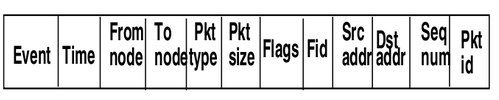 Event Time From node To node Pkt type Pkt size Flags Fid Src addr Dst addr Seq num Pkt id